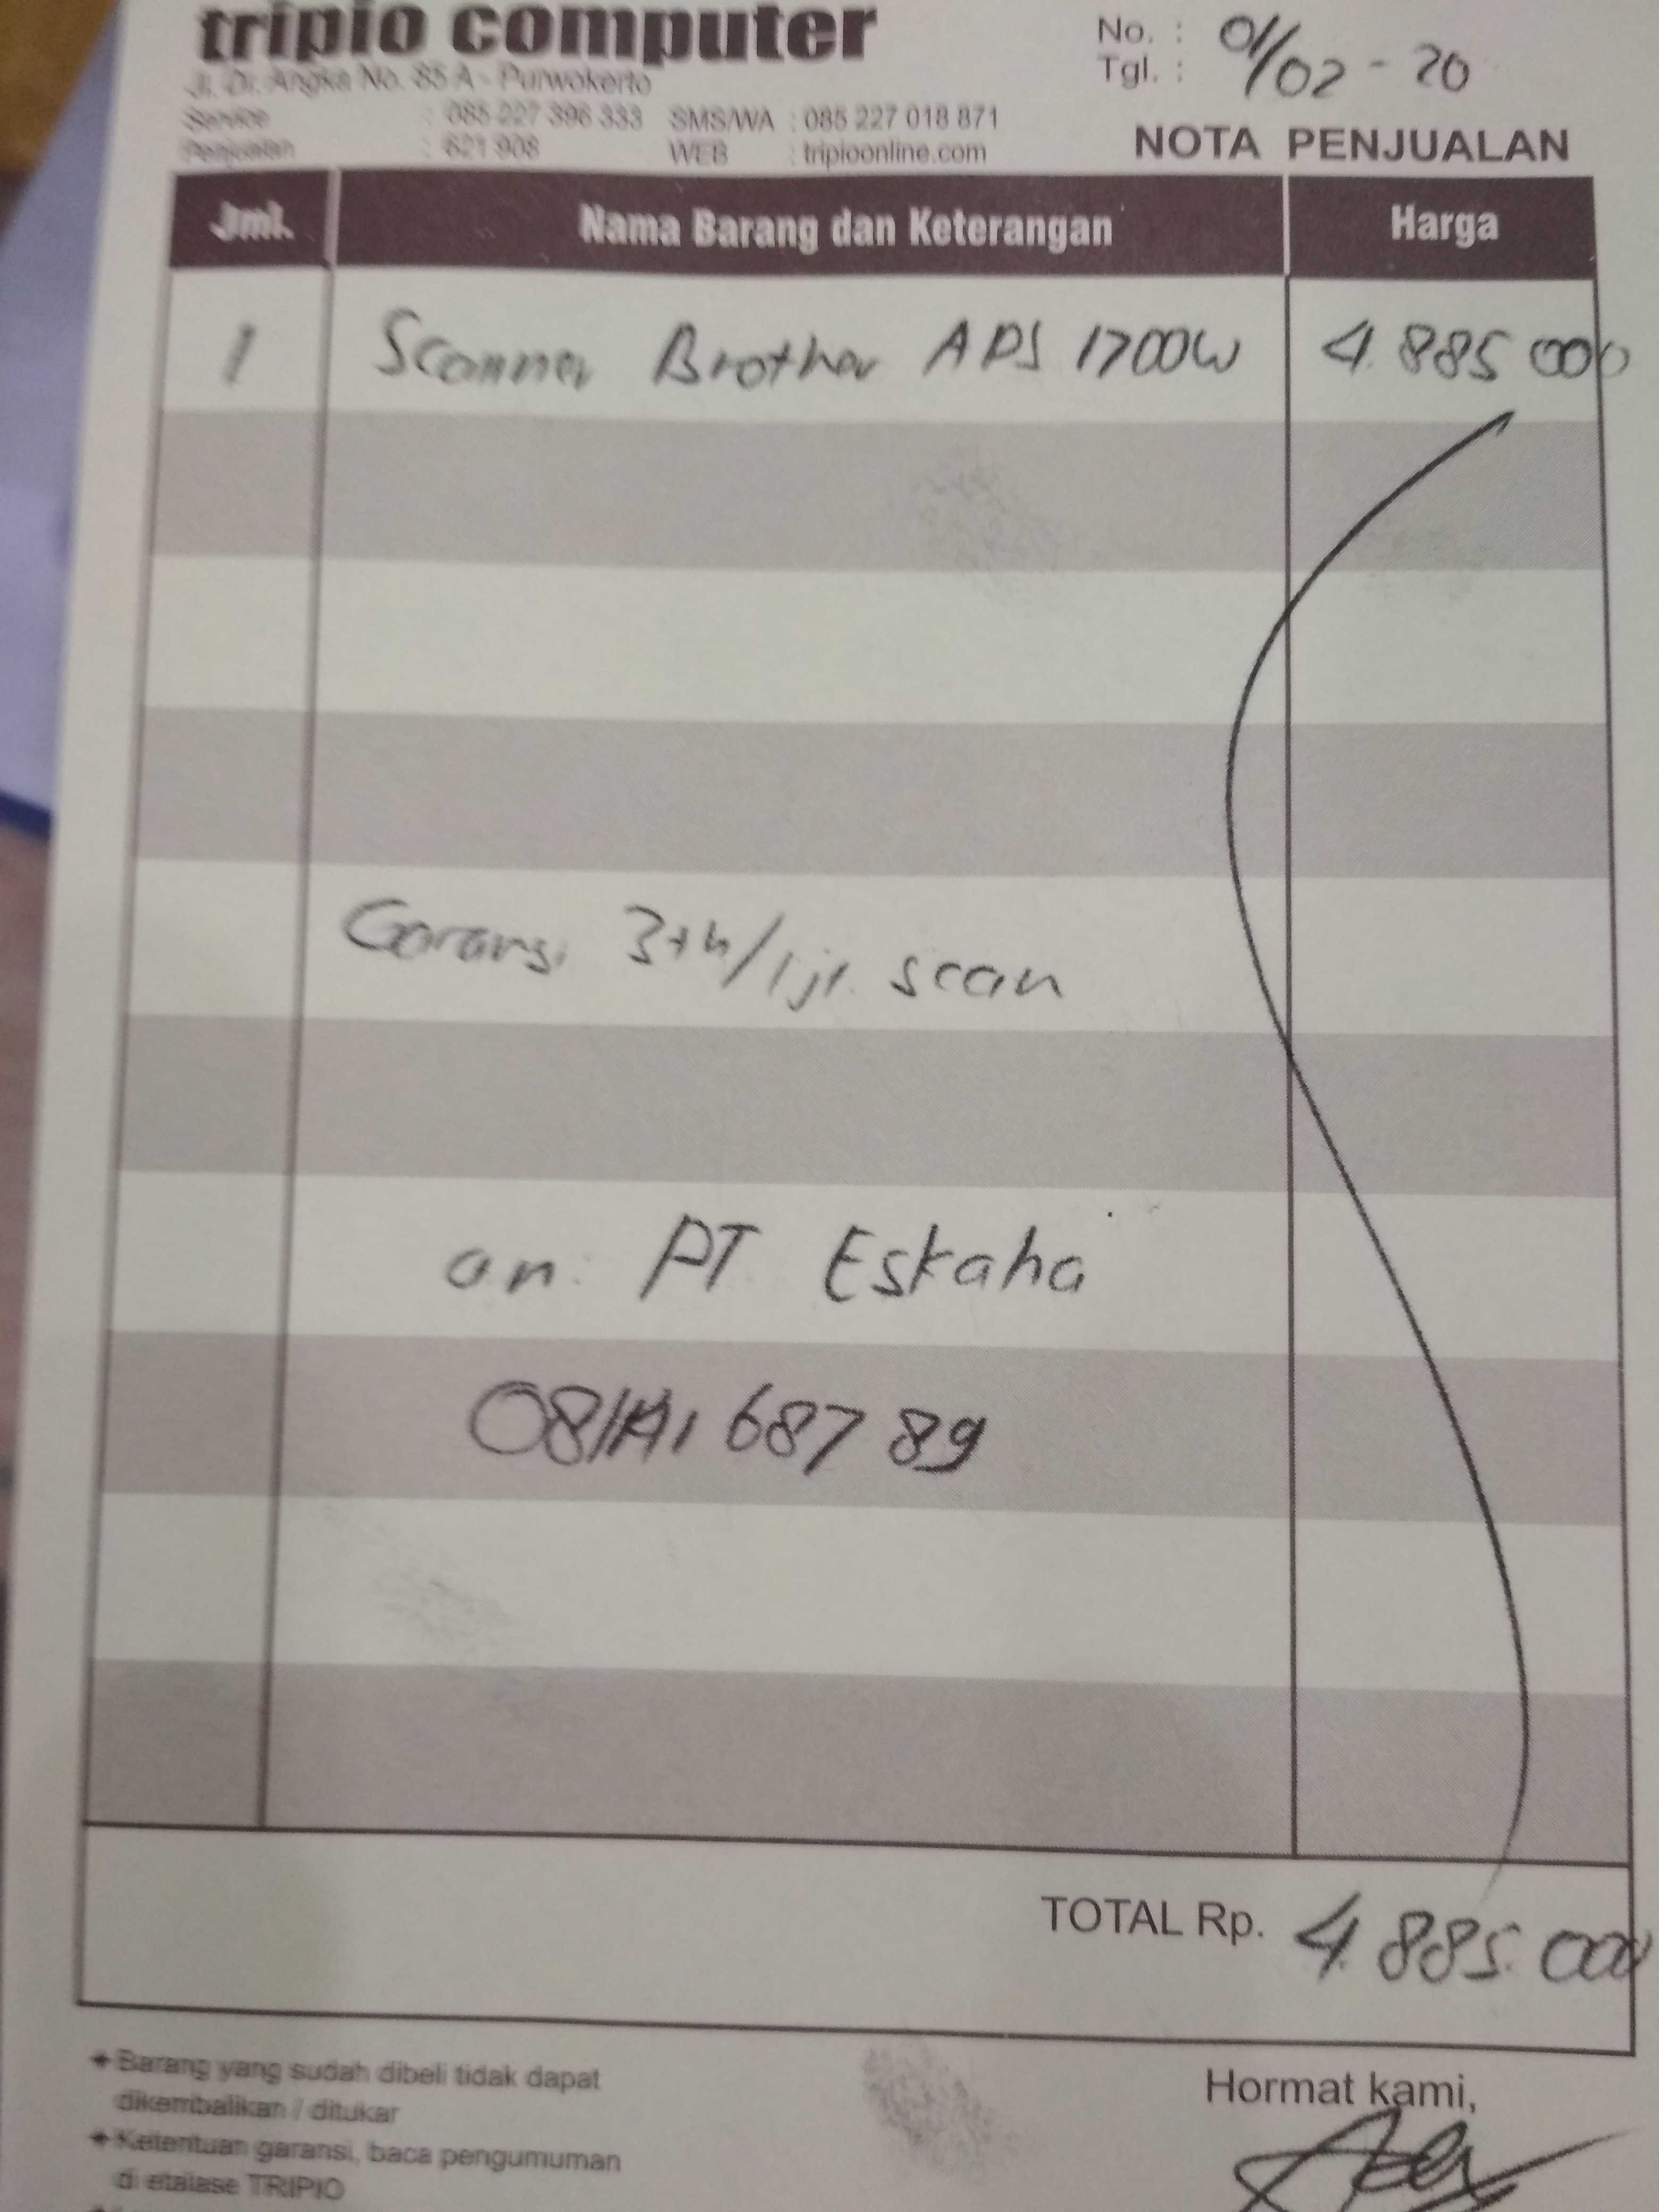 tripio computer
Jl. Dr. Angka No. 85 A - Purwokerto
Service : 085 227 396 333 SMS/WA : 085 227 018 871
Penjualan : 621 908 WEB : tripioonline.com
No. :
Tgl. : 01/02 - 20
NOTA PENJUALAN
Jml. Nama Barang dan Keterangan Harga
1 Scanner Brother ADS 1700W 4.885 000
Garansi 3th/1jt. scan
an: PT Eskaha
687 89
TOTAL Rp. 4.885.000
+ Barang yang sudah dibeli tidak dapat
dikembalikan / ditukar
+ Ketentuan garansi, baca pengumuman
di etalase TRIPIO
Hormat kami,